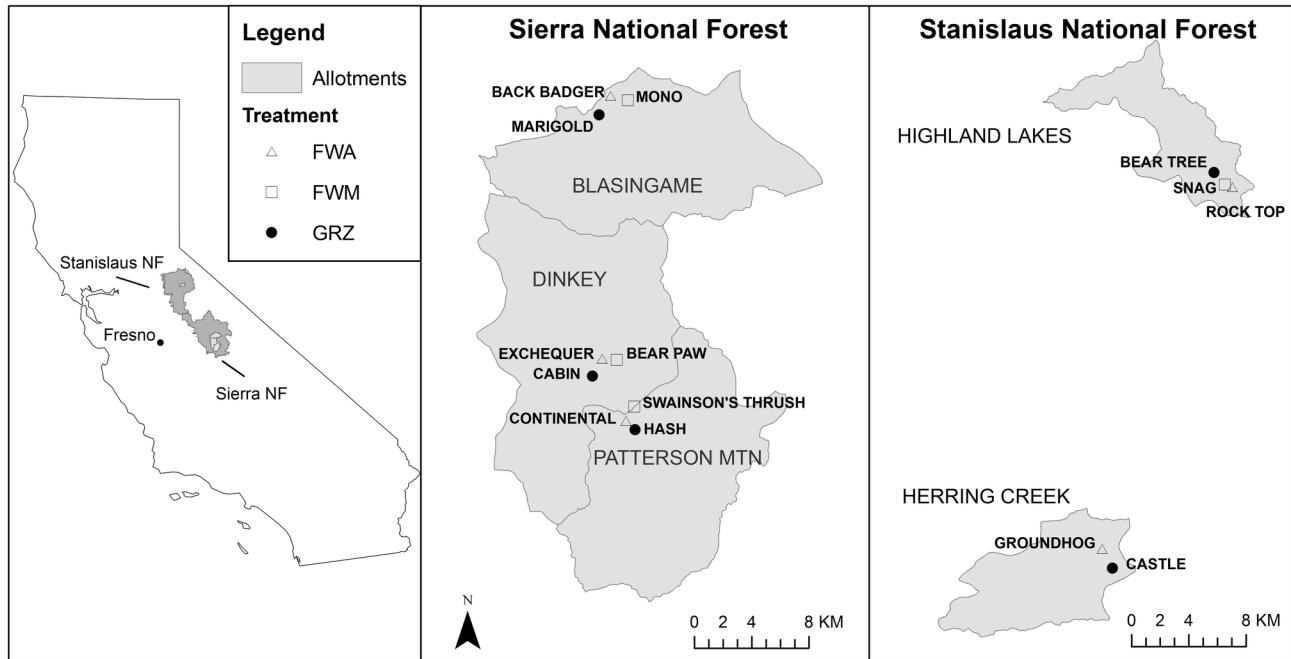 Legend
Allotments
Treatment
FWA
FWM
GRZ
Stanislaus NF
Fresno
Sierra NF
Sierra National Forest
BACK BADGER
MONO
MARIGOLD
BLASINGAME
DINKEY
EXCHEQUER
BEAR PAW
CABIN
SWAINSON'S THRUSH
CONTINENTAL
HASH
PATTERSON MTN
N
0 2 4 8 KM
Stanislaus National Forest
HIGHLAND LAKES
BEAR TREE
SNAG
ROCK TOP
HERRING CREEK
GROUNDHOG
CASTLE
0 2 4 8 KM